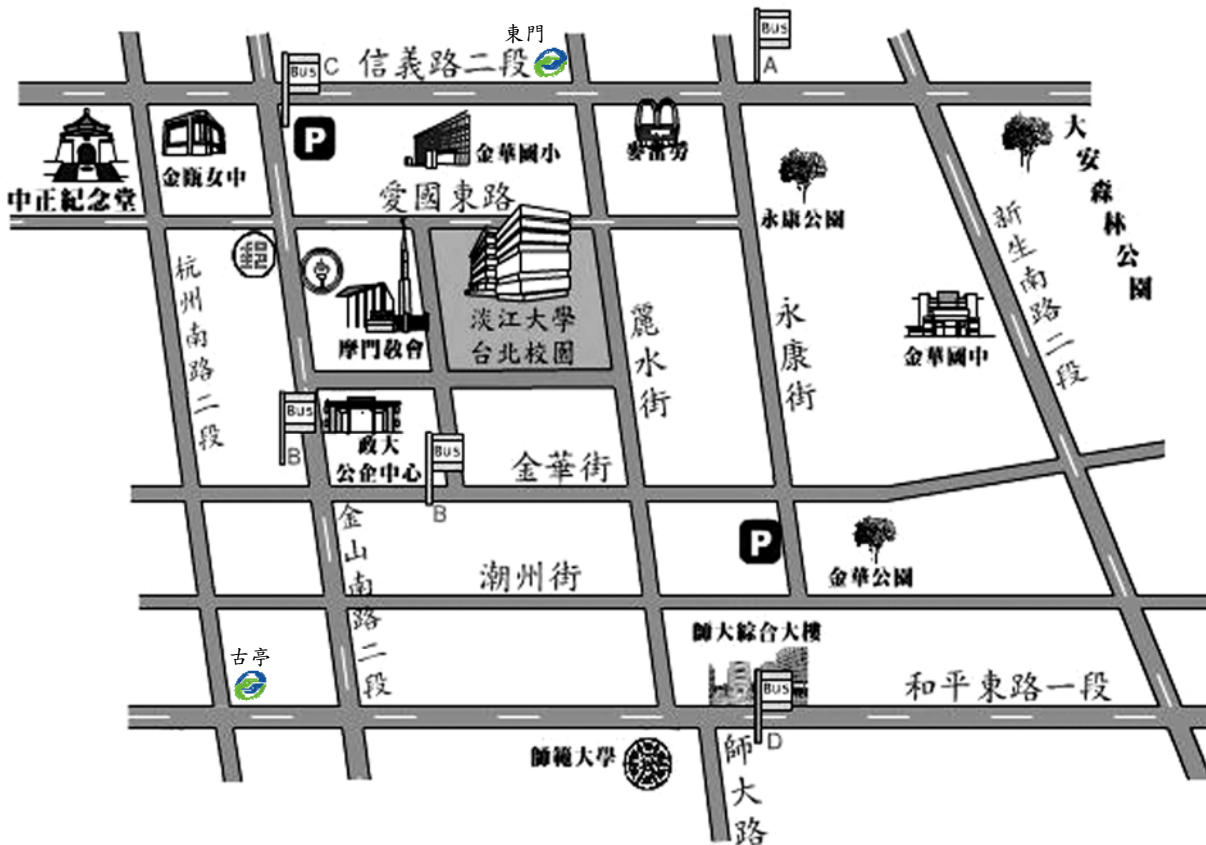 東門
BUS
A
BUS
C
信義路二段
P
金華國小
麥當勞
大安森林公園
中正紀念堂
金甌女中
愛國東路
永康公園
新生南路二段
杭州南路二段
摩門教會
淡江大學
台北校園
麗水街
永康街
金華國中
BUS
B
政大
公企中心
BUS
B
金華街
金山南路二段
P
金華公園
潮州街
師大綜合大樓
古亭
BUS
D
和平東路一段
師範大學
師大路